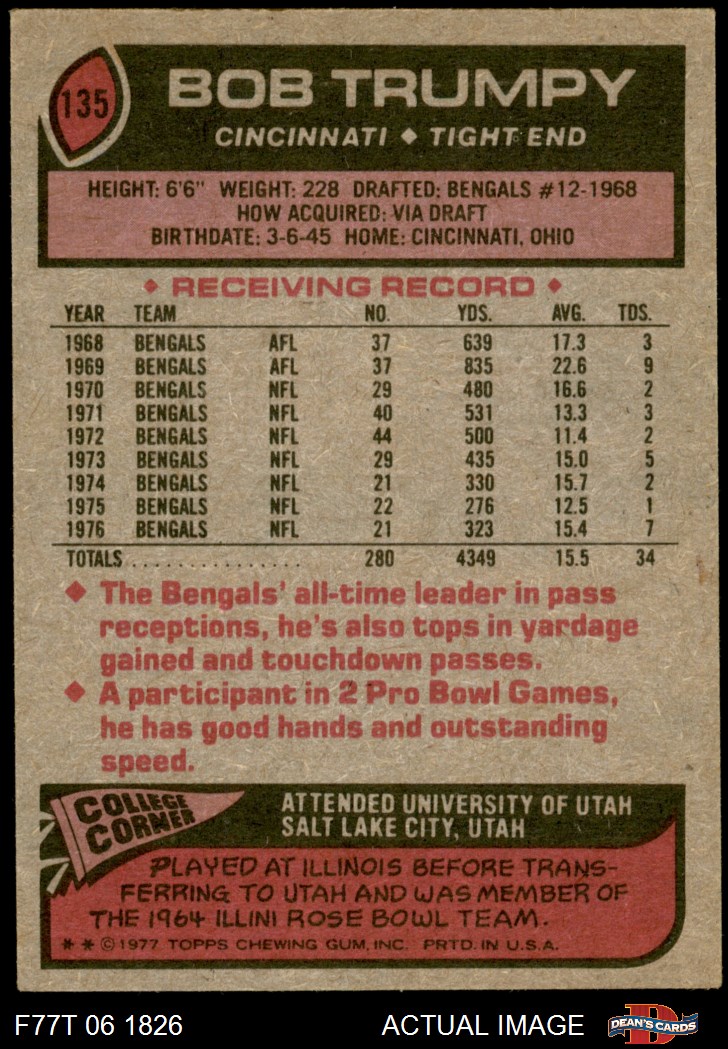 135
BOB TRUMPY
CINCINNATI ◆ TIGHT END
HEIGHT: 6'6" WEIGHT: 228 DRAFTED: BENGALS #12-1968
HOW ACQUIRED: VIA DRAFT
BIRTHDATE: 3-6-45 HOME: CINCINNATI, OHIO
◆ RECEIVING RECORD ◆
YEAR TEAM NO. YDS. AVG. TDS.
1968 BENGALS AFL 37 639 17.3 3
1969 BENGALS AFL 37 835 22.6 9
1970 BENGALS NFL 29 480 16.6 2
1971 BENGALS NFL 40 531 13.3 3
1972 BENGALS NFL 44 500 11.4 2
1973 BENGALS NFL 29 435 15.0 5
1974 BENGALS NFL 21 330 15.7 2
1975 BENGALS NFL 22 276 12.5 1
1976 BENGALS NFL 21 323 15.4 7
TOTALS ............... 280 4349 15.5 34
◆ The Bengals' all-time leader in pass
receptions, he's also tops in yardage
gained and touchdown passes.
◆ A participant in 2 Pro Bowl Games,
he has good hands and outstanding
speed.
COLLEGE
CORNER
ATTENDED UNIVERSITY OF UTAH
SALT LAKE CITY, UTAH
PLAYED AT ILLINOIS BEFORE TRANS-
FERRING TO UTAH AND WAS MEMBER OF
THE 1964 ILLINI ROSE BOWL TEAM.
* * © 1977 TOPPS CHEWING GUM, INC. PRTD. IN U.S.A.
F77T 06 1826 ACTUAL IMAGE D DEAN'S CARDS